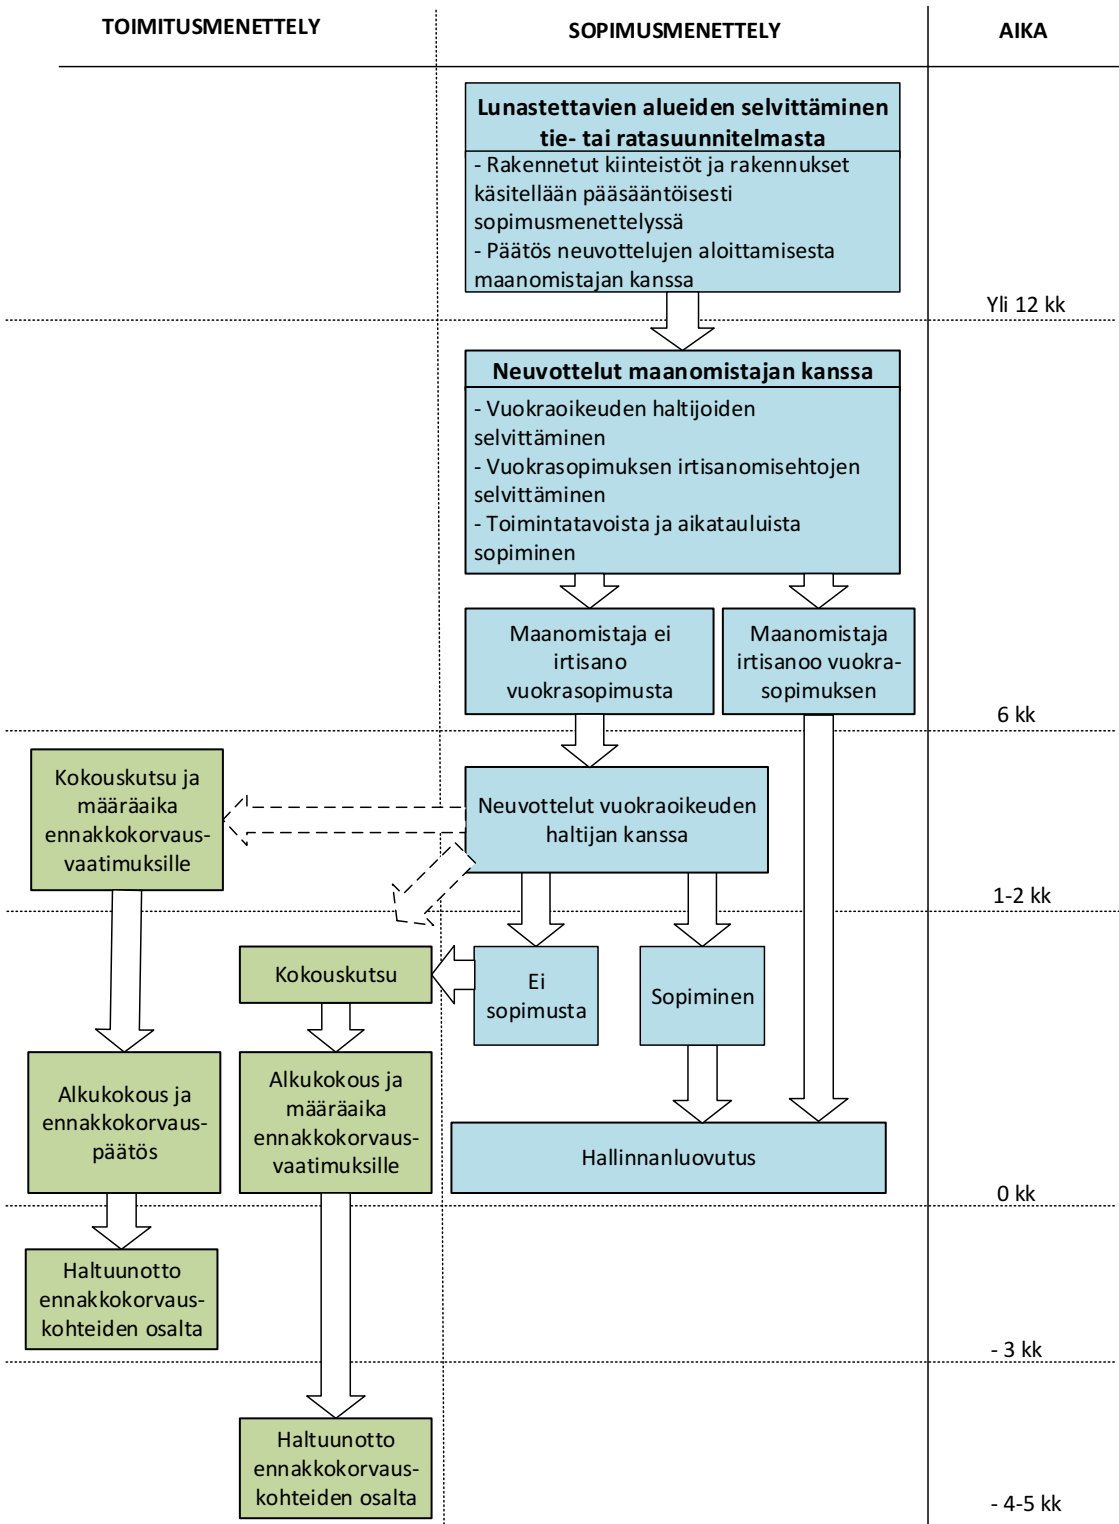 TOIMITUSMENETTELY
SOPIMUSMENETTELY
AIKA
Lunastettavien alueiden selvittäminen
tie- tai ratasuunnitelmasta
- Rakennetut kiinteistöt ja rakennukset
käsitellään pääsääntöisesti
sopimusmenettelyssä
- Päätös neuvottelujen aloittamisesta
maanomistajan kanssa
Yli 12 kk
Neuvottelut maanomistajan kanssa
- Vuokraoikeuden haltijoiden
selvittäminen
- Vuokrasopimuksen irtisanomisehtojen
selvittäminen
- Toimintatavoista ja aikatauluista
sopiminen
Maanomistaja ei
irtisano
vuokrasopimusta
Maanomistaja
irtisanoo vuokra-
sopimuksen
6 kk
Kokouskutsu ja
määräaika
ennakkokorvaus-
vaatimuksille
Neuvottelut vuokraoikeuden
haltijan kanssa
1-2 kk
Kokouskutsu
Ei
sopimusta
Sopiminen
Alkukokous ja
ennakkokorvaus-
päätös
Alkukokous ja
määräaika
ennakkokorvaus-
vaatimuksille
Hallinnanluovutus
0 kk
Haltuunotto
ennakkokorvaus-
kohteiden osalta
- 3 kk
Haltuunotto
ennakkokorvaus-
kohteiden osalta
- 4-5 kk